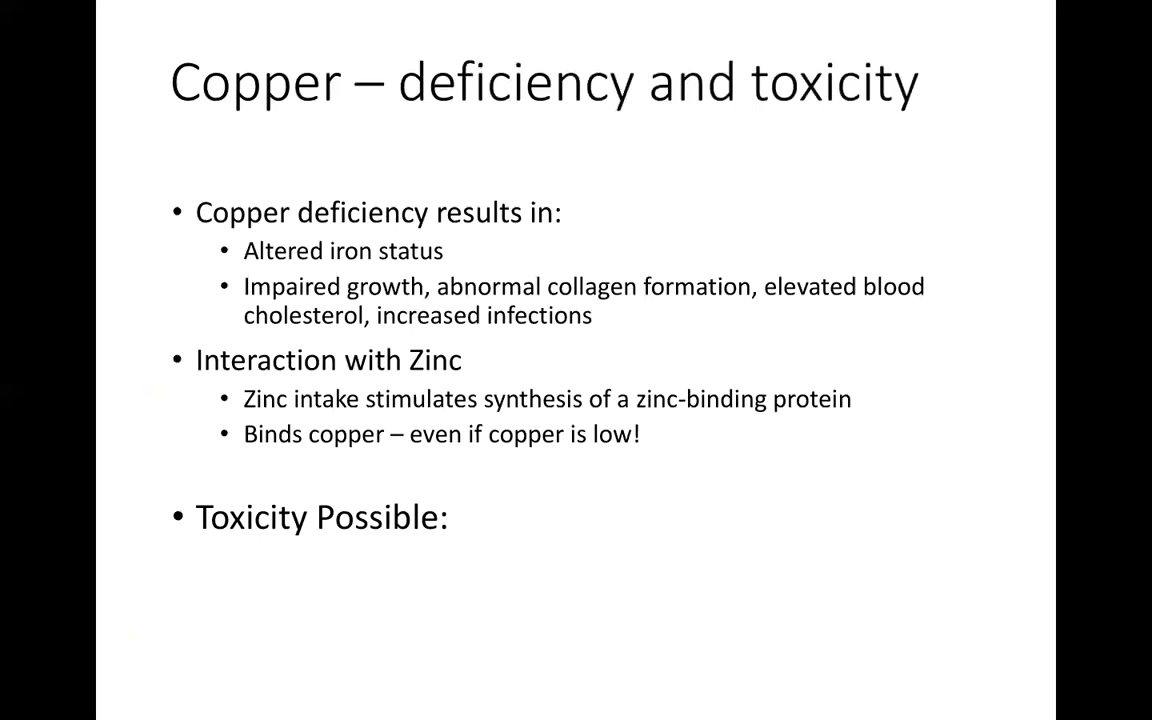 Copper – deficiency and toxicity
• Copper deficiency results in:
• Altered iron status
• Impaired growth, abnormal collagen formation, elevated blood
cholesterol, increased infections
• Interaction with Zinc
• Zinc intake stimulates synthesis of a zinc-binding protein
• Binds copper – even if copper is low!
• Toxicity Possible: